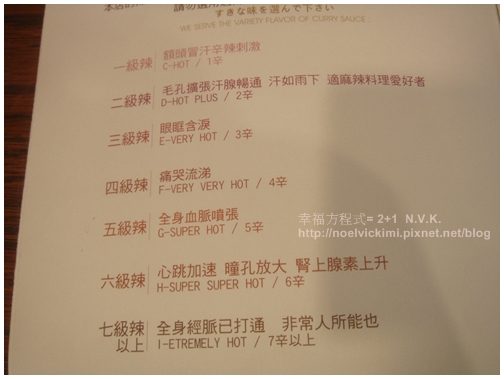 すきな味を選んで下さい
WE SERVE THE VARIETY FLAVOR OF CURRY SAUCE.
一級辣 額頭冒汗辛辣刺激
C-HOT / 1辛
二級辣 毛孔擴張汗腺暢通 汗如雨下 適麻辣料理愛好者
D-HOT PLUS / 2辛
三級辣 眼眶含淚
E-VERY HOT / 3辛
四級辣 痛哭流涕
F-VERY VERY HOT / 4辛
五級辣 全身血脈噴張
G-SUPER HOT / 5辛
幸福方程式= 2+1 N.V.K.
http://noelvickimi.pixnet.net/blog
六級辣 心跳加速 瞳孔放大 腎上腺素上升
H-SUPER SUPER HOT / 6辛
七級辣 全身經脈已打通 非常人所能也
以上 I-ETREMELY HOT / 7辛以上